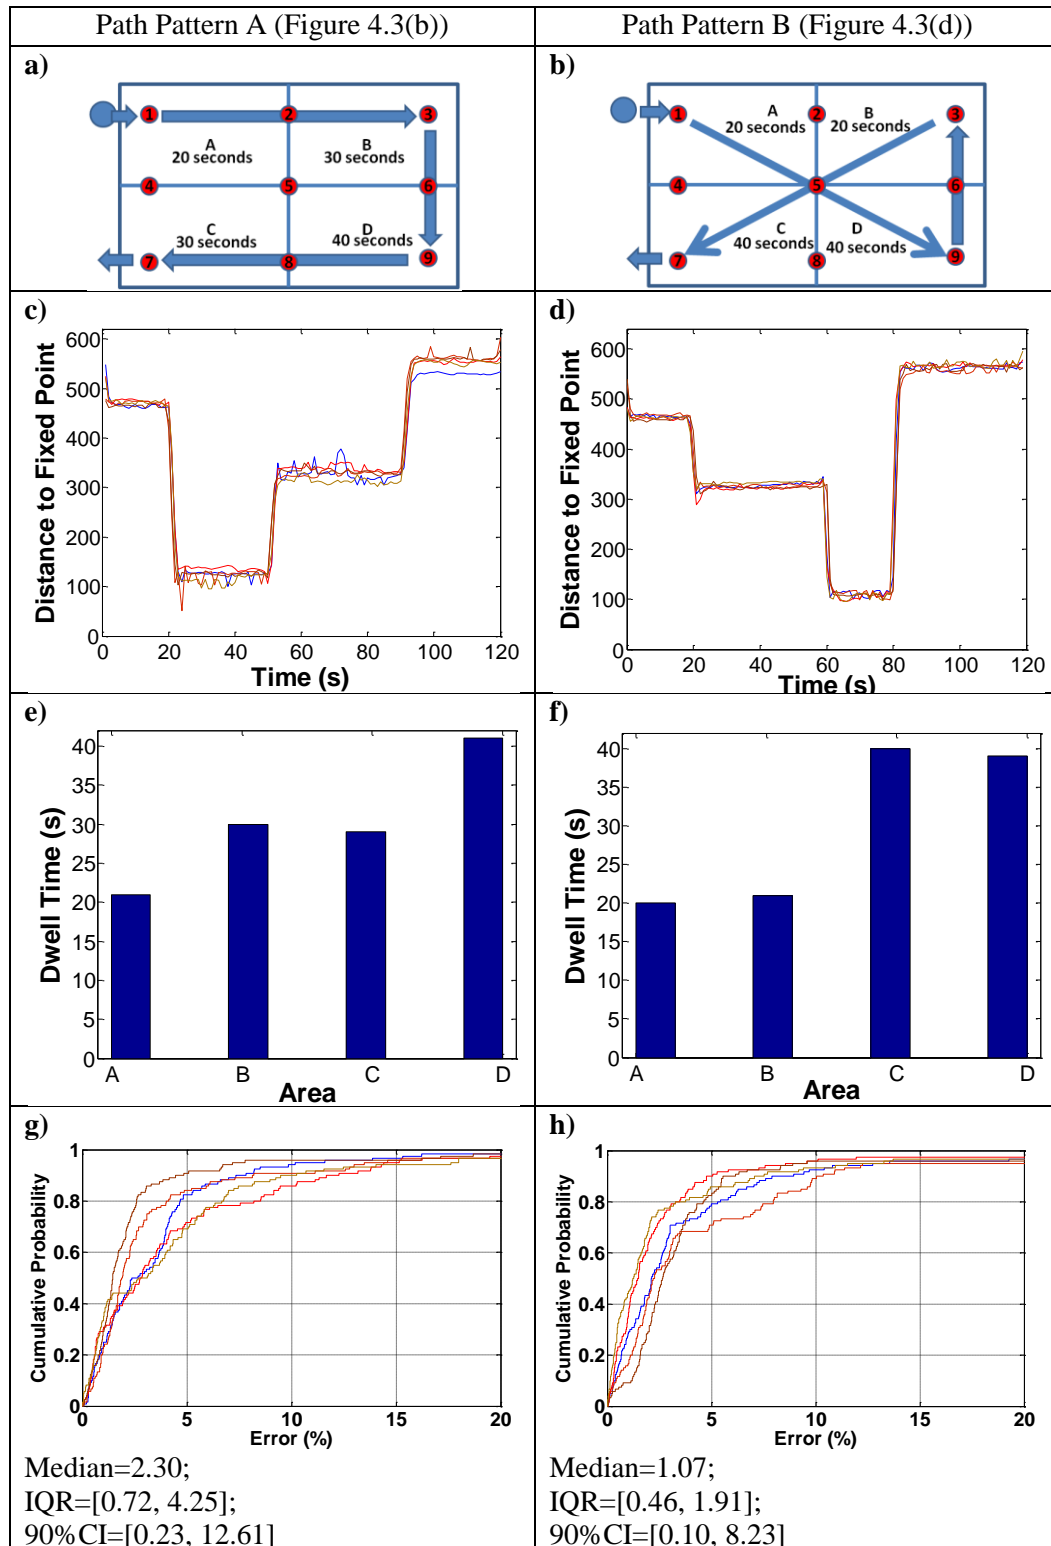 Path Pattern A (Figure 4.3(b))
Path Pattern B (Figure 4.3(d))
a)
1
2
3
A
20 seconds
B
30 seconds
4
5
6
C
30 seconds
D
40 seconds
7
8
9
b)
1
2
3
A
20 seconds
B
20 seconds
4
5
6
C
40 seconds
D
40 seconds
7
8
9
c)
Distance to Fixed Point
600
500
400
300
200
100
0
0 20 40 60 80 100 120
Time (s)
d)
Distance to Fixed Point
600
500
400
300
200
100
0
0 20 40 60 80 100 120
Time (s)
e)
Dwell Time (s)
40
35
30
25
20
15
10
5
0
A B C D
Area
f)
Dwell Time (s)
40
35
30
25
20
15
10
5
0
A B C D
Area
g)
Cumulative Probability
1
0.8
0.6
0.4
0.2
0
0 5 10 15 20
Error (%)
Median=2.30;
IQR=[0.72, 4.25];
90%CI=[0.23, 12.61]
h)
Cumulative Probability
1
0.8
0.6
0.4
0.2
0
0 5 10 15 20
Error (%)
Median=1.07;
IQR=[0.46, 1.91];
90%CI=[0.10, 8.23]